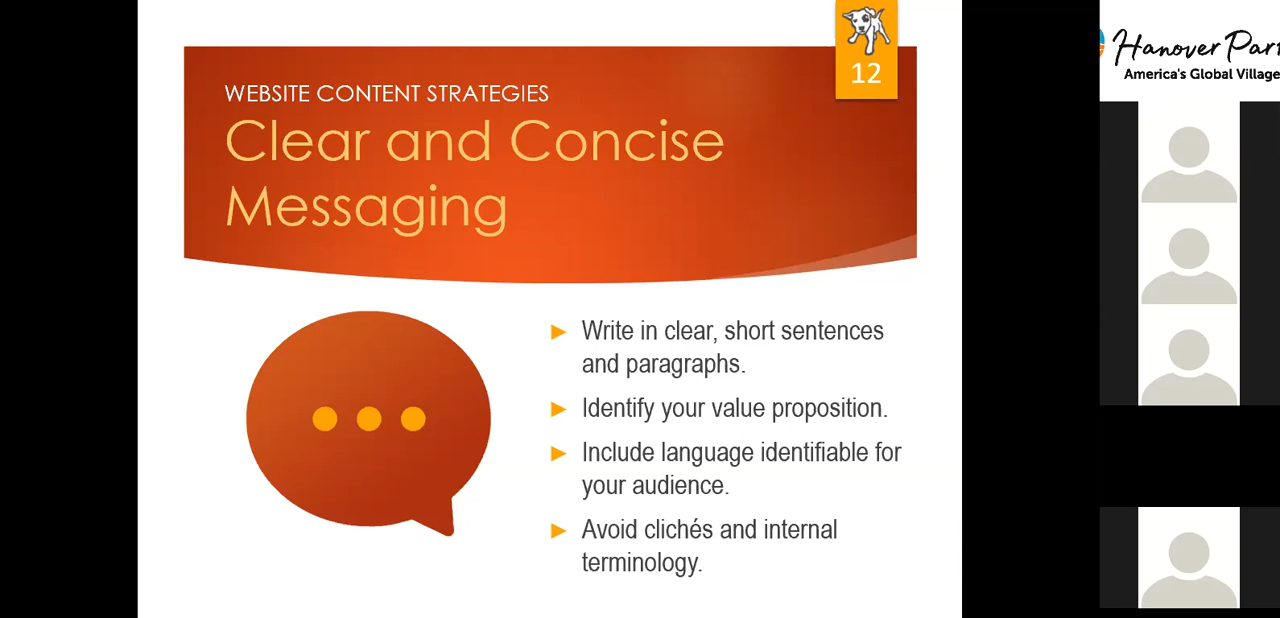 12
WEBSITE CONTENT STRATEGIES
Clear and Concise
Messaging
Write in clear, short sentences
and paragraphs.
Identify your value proposition.
Include language identifiable for
your audience.
Avoid clichés and internal
terminology.
Hanover Par
America's Global Village